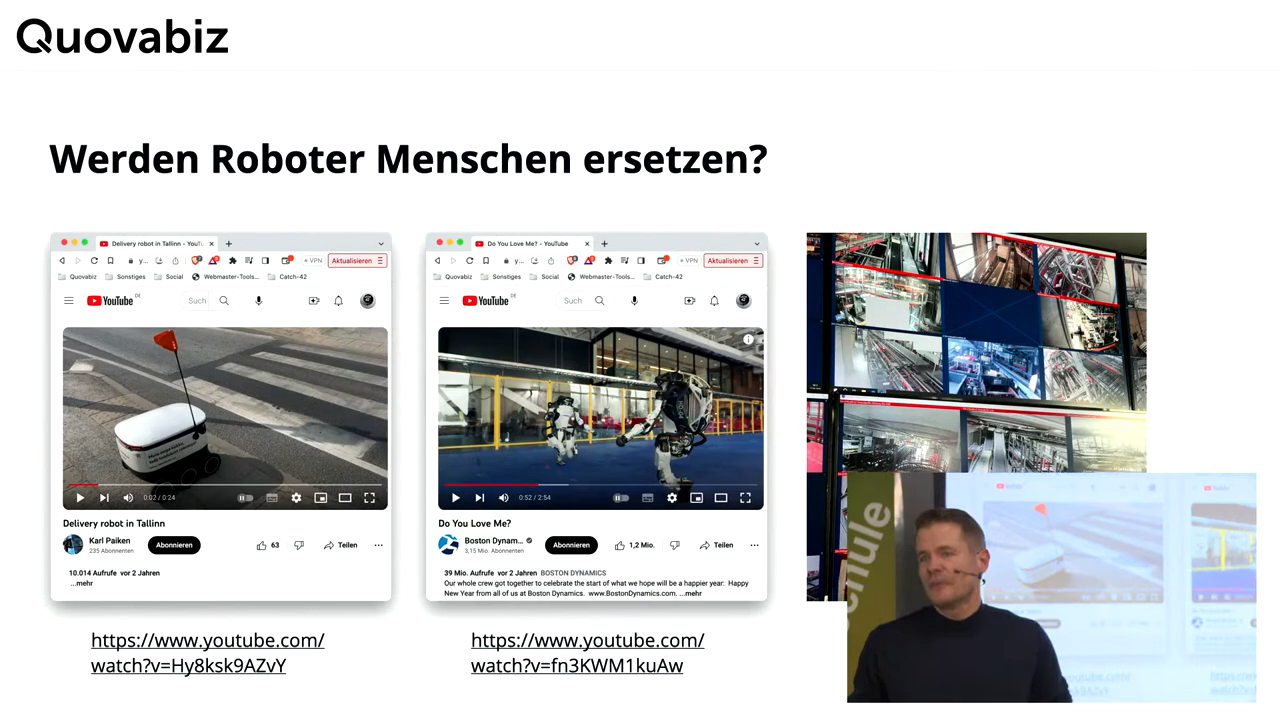 Quovabiz
Werden Roboter Menschen ersetzen?
Delivery robot in Tallinn - YouTu
VPN
Aktualisieren
Quovabiz Sonstiges Social Webmaster-Tools... Catch-42
YouTube DE
Such
0:02 / 0:24
Delivery robot in Tallinn
Karl Paiken
235 Abonnenten
Abonnieren
63
Teilen
10.014 Aufrufe vor 2 Jahren
...mehr
https://www.youtube.com/
watch?v=Hy8ksk9AZvY
Do You Love Me? - YouTube
y...
VPN
Aktualisieren
Quovabiz Sonstiges Social Webmaster-Tools... Catch-42
YouTube DE
Such
0:52 / 2:54
Do You Love Me?
Boston Dynam...
3,15 Mio. Abonnenten
Abonnieren
1,2 Mio.
Teilen
39 Mio. Aufrufe vor 2 Jahren BOSTON DYNAMICS
Our whole crew got together to celebrate the start of what we hope will be a happier year: Happy
New Year from all of us at Boston Dynamics. www.BostonDynamics.com. ...mehr
https://www.youtube.com/
watch?v=fn3KWM1kuAw